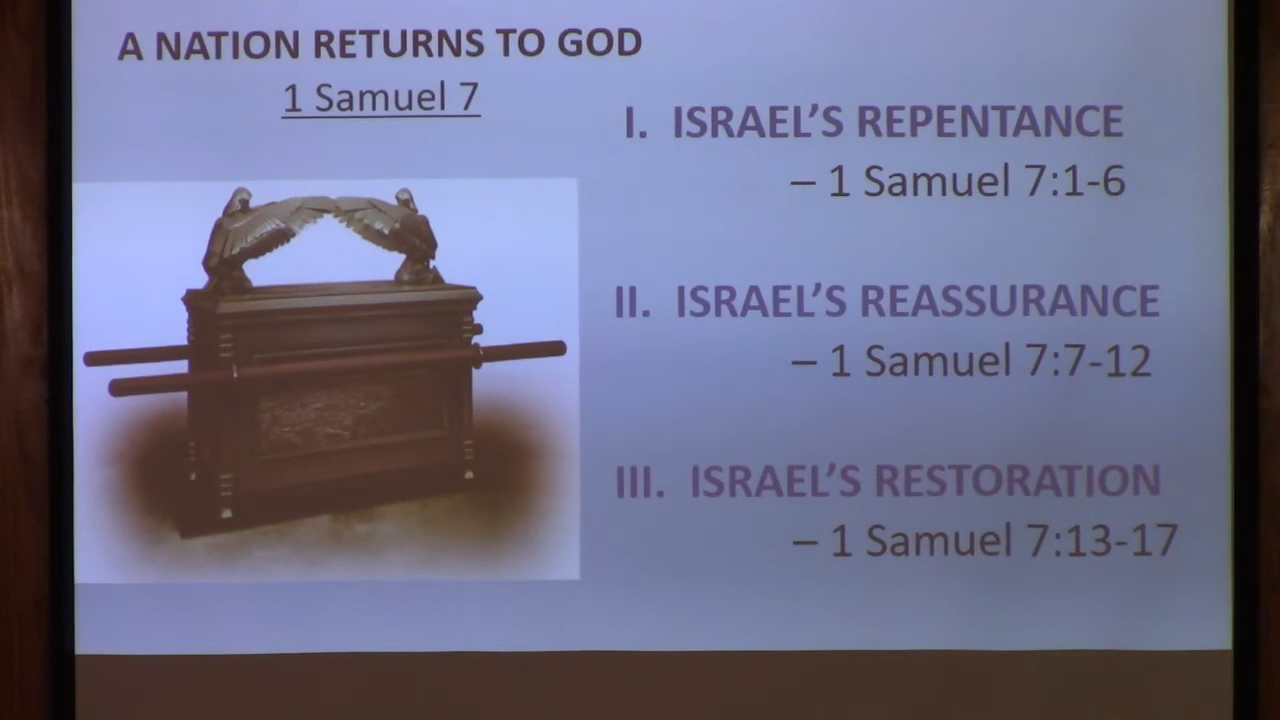 A NATION RETURNS TO GOD
1 Samuel 7
I. ISRAEL’S REPENTANCE
– 1 Samuel 7:1-6
II. ISRAEL’S REASSURANCE
– 1 Samuel 7:7-12
III. ISRAEL’S RESTORATION
– 1 Samuel 7:13-17